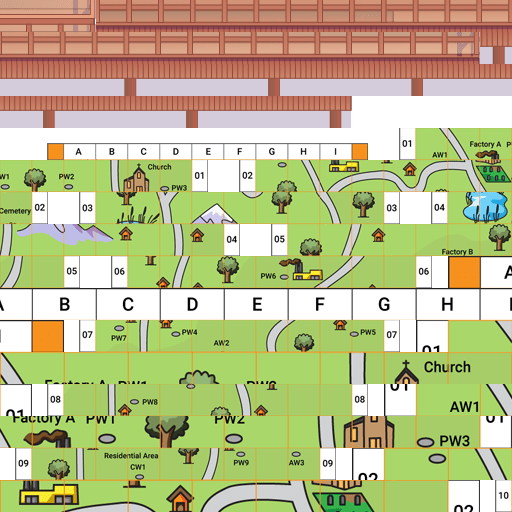 A B C D E F G H I
01 AW1 Factory A
W1 PW2 Church PW3 01 02
Cemetery 02 03 03 04
04 05 Factory B
05 06 PW6 06
A
B C D E F G H
07 PW7 PW4 AW2 PW5 07
01
Church
08 PW8 08 AW1
Factory A PW1 PW2 PW3
09 Residential Area CW1 PW9 AW3 09 02
02 10